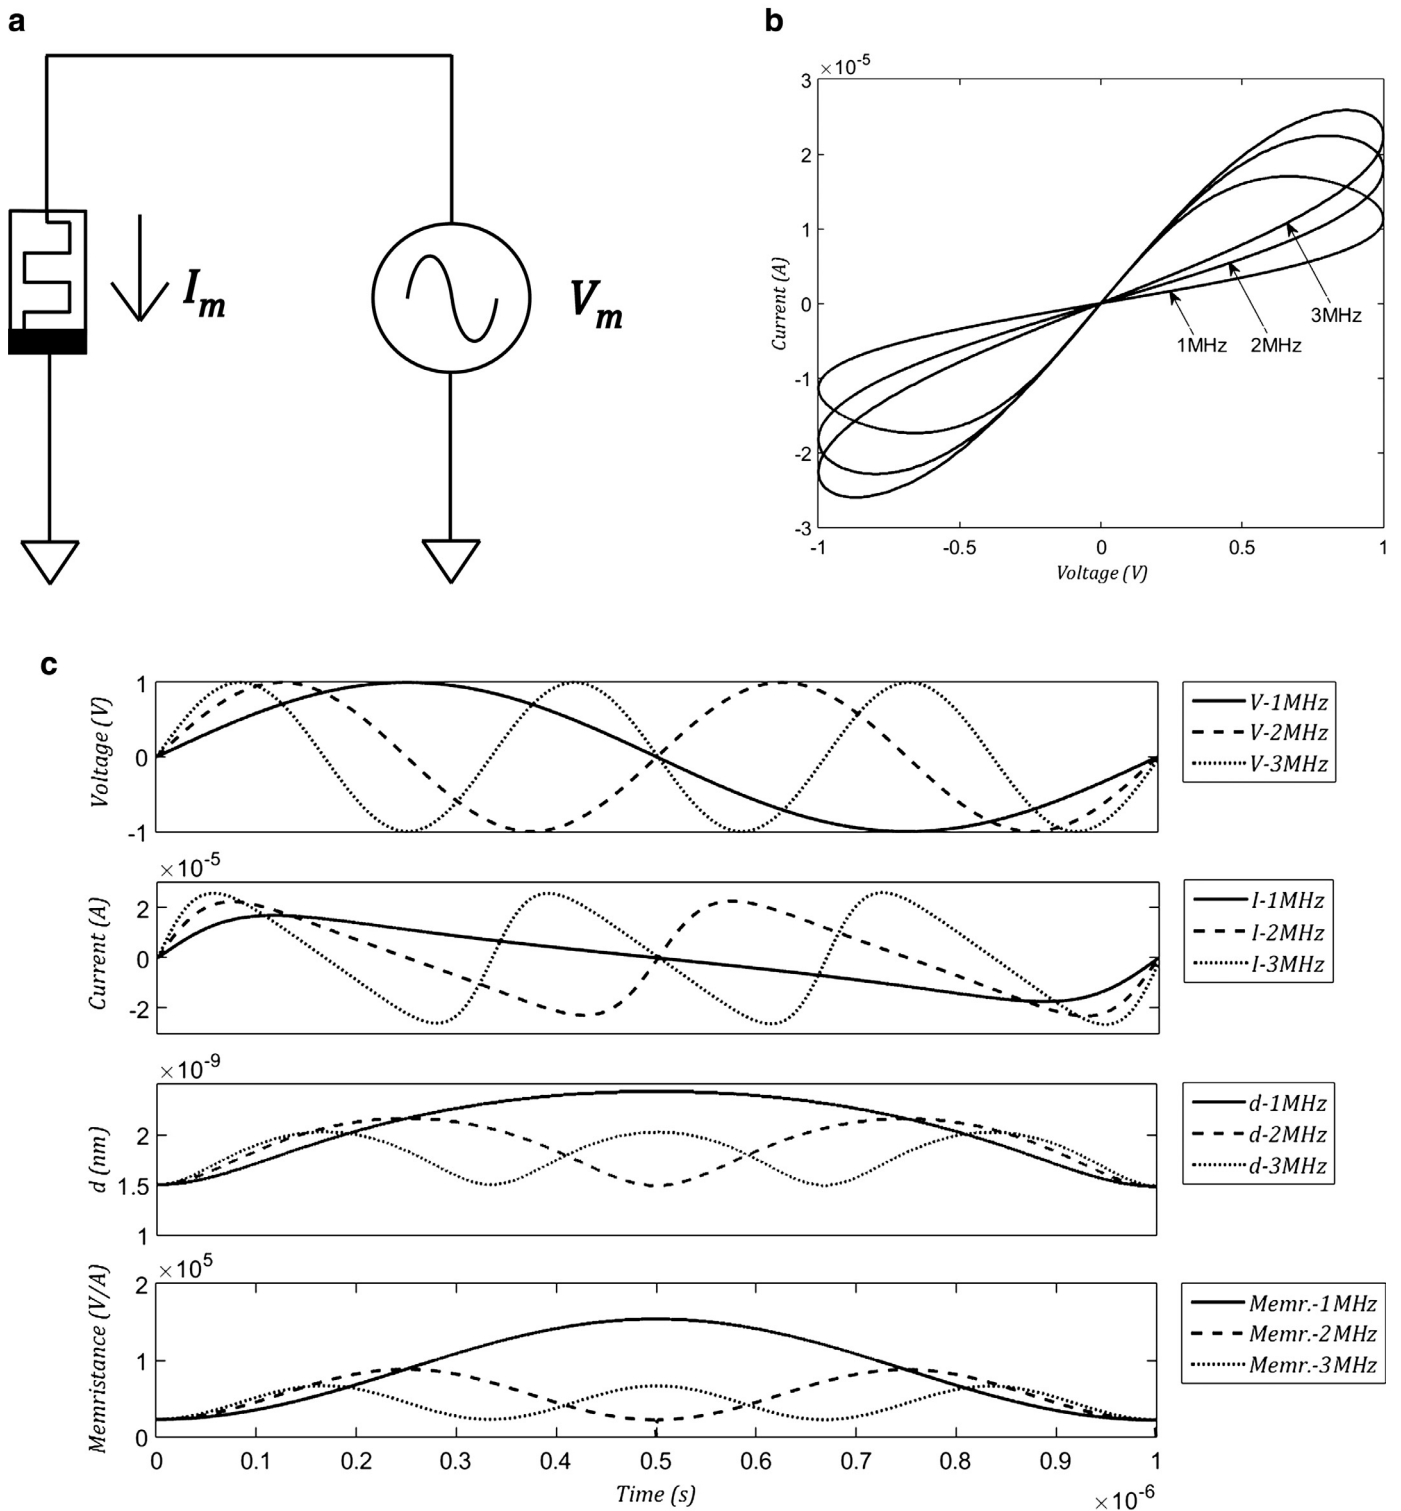 a
I_m
V_m
b
×10^-5
3
2
1
0
-1
-2
-3
Current (A)
1MHz
2MHz
3MHz
-1
-0.5
0
0.5
1
Voltage (V)
c
Voltage (V)
1
0
-1
V-1MHz
V-2MHz
V-3MHz
×10^-5
Current (A)
2
0
-2
I-1MHz
I-2MHz
I-3MHz
×10^-9
d (nm)
2
1.5
1
d-1MHz
d-2MHz
d-3MHz
×10^5
Memristance (V/A)
2
1
0
Memr.-1MHz
Memr.-2MHz
Memr.-3MHz
0
0.1
0.2
0.3
0.4
0.5
0.6
0.7
0.8
0.9
1
Time (s)
×10^-6